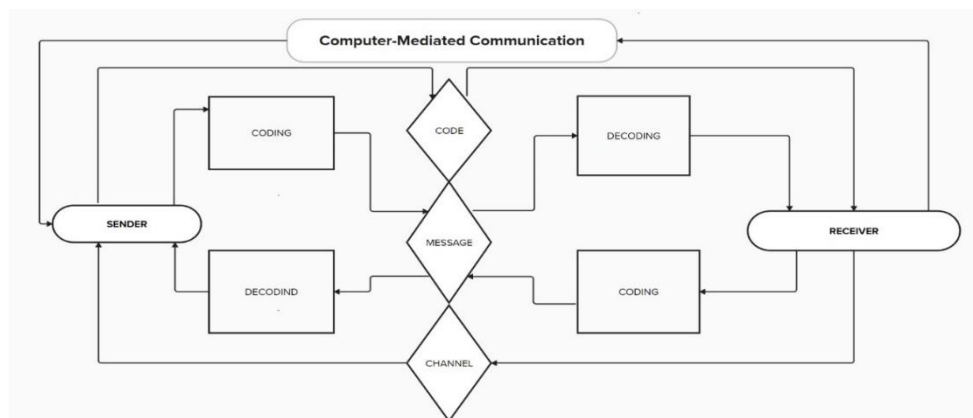 Computer-Mediated Communication
CODING
CODE
DECODING
SENDER
MESSAGE
RECEIVER
DECODIND
CODING
CHANNEL